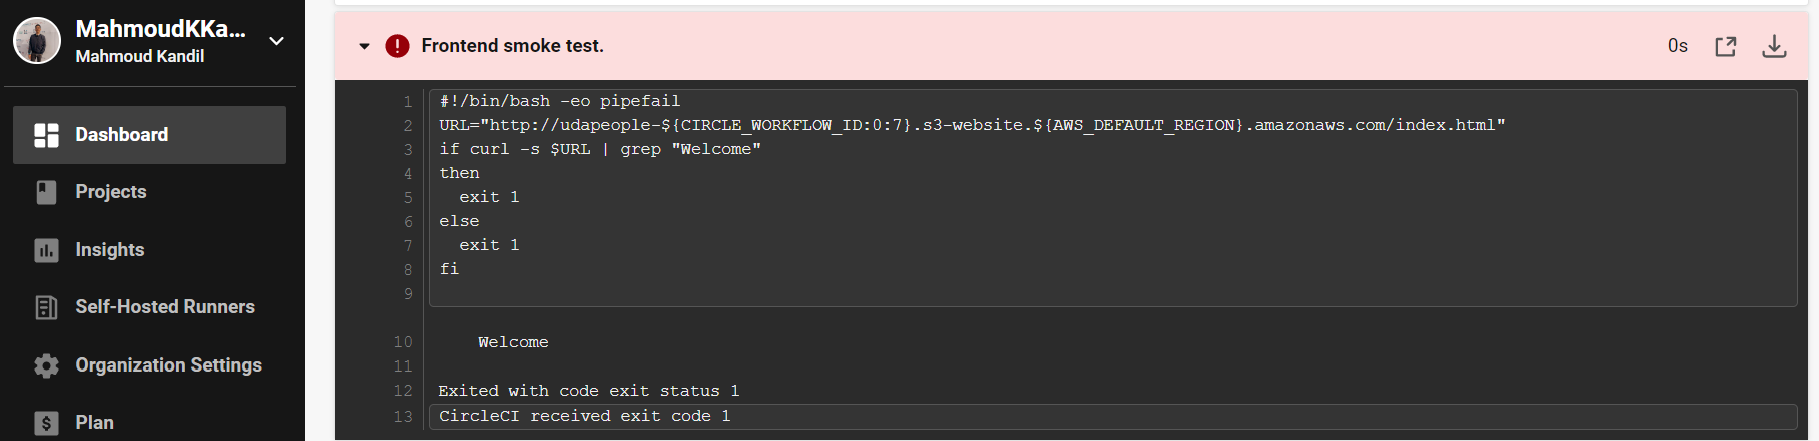 MahmoudKKa...
Mahmoud Kandil
Dashboard
Projects
Insights
Self-Hosted Runners
Organization Settings
Plan
Frontend smoke test.
0s
1 #!/bin/bash -eo pipefail
2 URL="http://udapeople-${CIRCLE_WORKFLOW_ID:0:7}.s3-website.${AWS_DEFAULT_REGION}.amazonaws.com/index.html"
3 if curl -s $URL | grep "Welcome"
4 then
5   exit 1
6 else
7   exit 1
8 fi
9
10     Welcome
11
12 Exited with code exit status 1
13 CircleCI received exit code 1